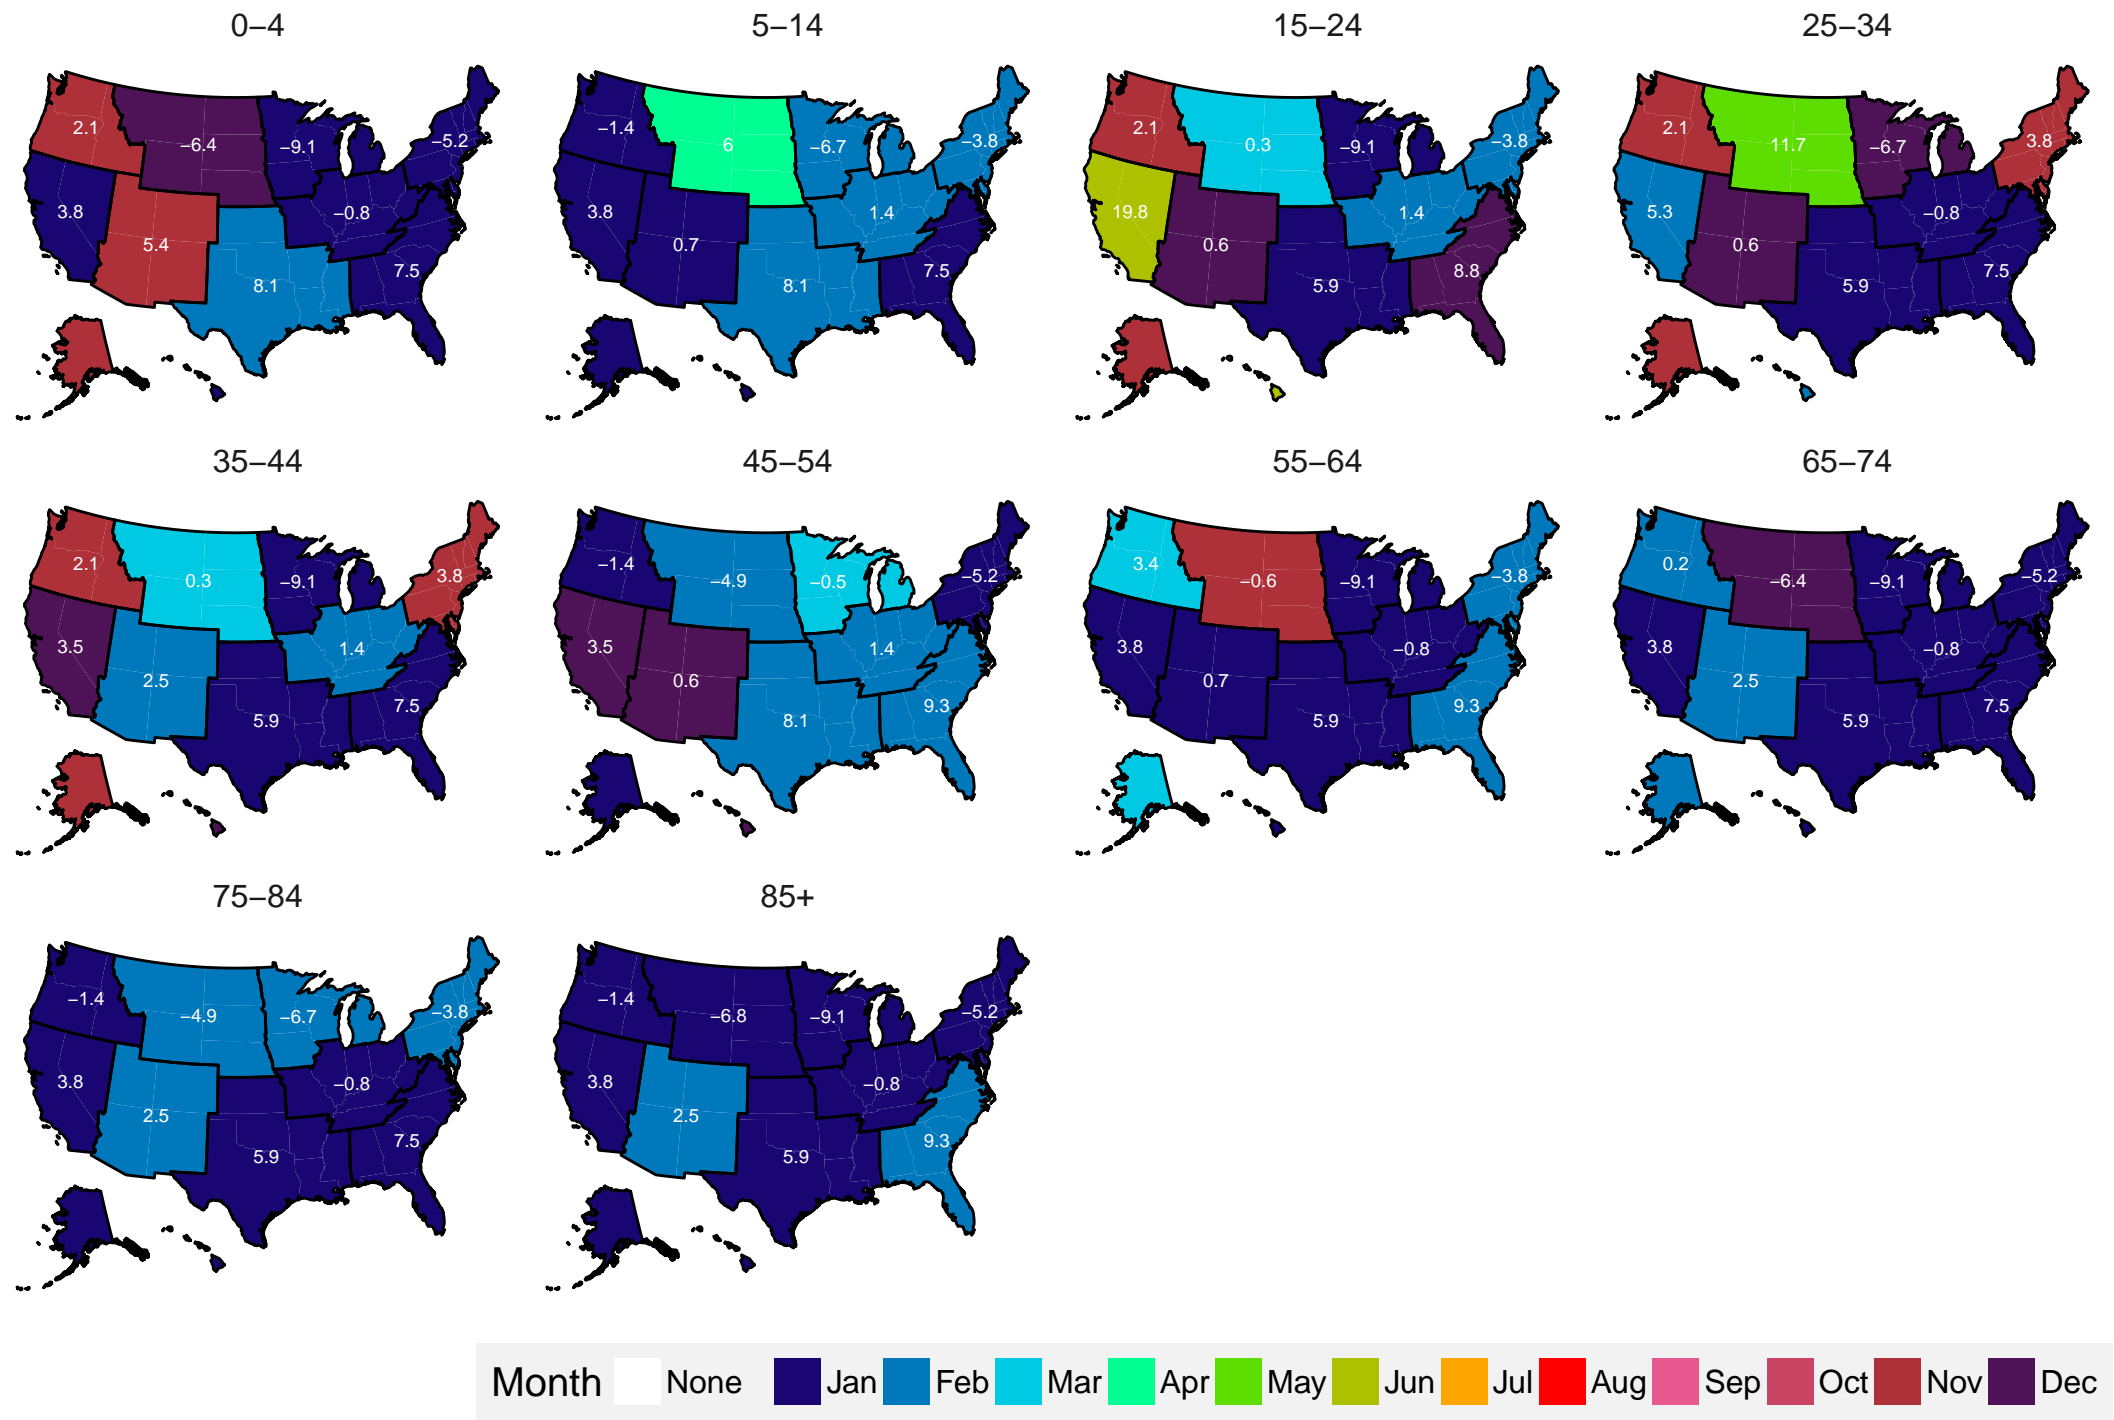 0–4 5–14 15–24 25–34
2.1 −6.4 −9.1 −5.2 −1.4 6 −6.7 −3.8 2.1 0.3 −9.1 −3.8 2.1 11.7 −6.7 3.8
3.8 −0.8 3.8 1.4 19.8 1.4 5.3 −0.8
5.4 8.1 7.5 0.7 8.1 7.5 0.6 5.9 8.8 0.6 5.9 7.5
35–44 45–54 55–64 65–74
2.1 0.3 −9.1 3.8 −1.4 −4.9 −0.5 −5.2 3.4 −0.6 −9.1 −3.8 0.2 −6.4 −9.1 −5.2
3.5 1.4 3.5 1.4 3.8 −0.8 3.8 −0.8
2.5 5.9 7.5 0.6 8.1 9.3 0.7 5.9 9.3 2.5 5.9 7.5
75–84 85+
−1.4 −4.9 −6.7 −3.8 −1.4 −6.8 −9.1 −5.2
3.8 −0.8 3.8 −0.8
2.5 5.9 7.5 2.5 5.9 9.3
Month None Jan Feb Mar Apr May Jun Jul Aug Sep Oct Nov Dec